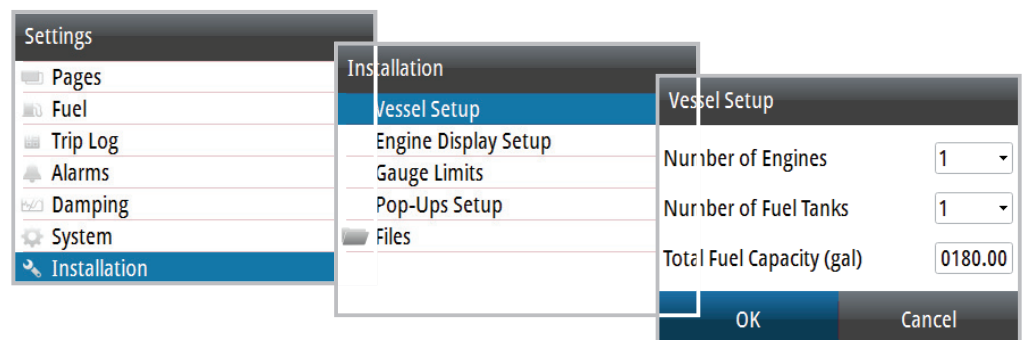 Settings
Pages
Fuel
Trip Log
Alarms
Damping
System
Installation
Installation
Vessel Setup
Engine Display Setup
Gauge Limits
Pop-Ups Setup
Files
Vessel Setup
Number of Engines 1
Number of Fuel Tanks 1
Total Fuel Capacity (gal) 0180.00
OK Cancel